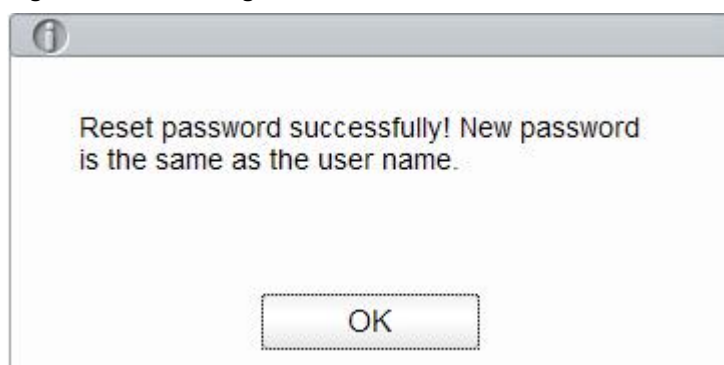 Reset password successfully! New password
is the same as the user name.
OK